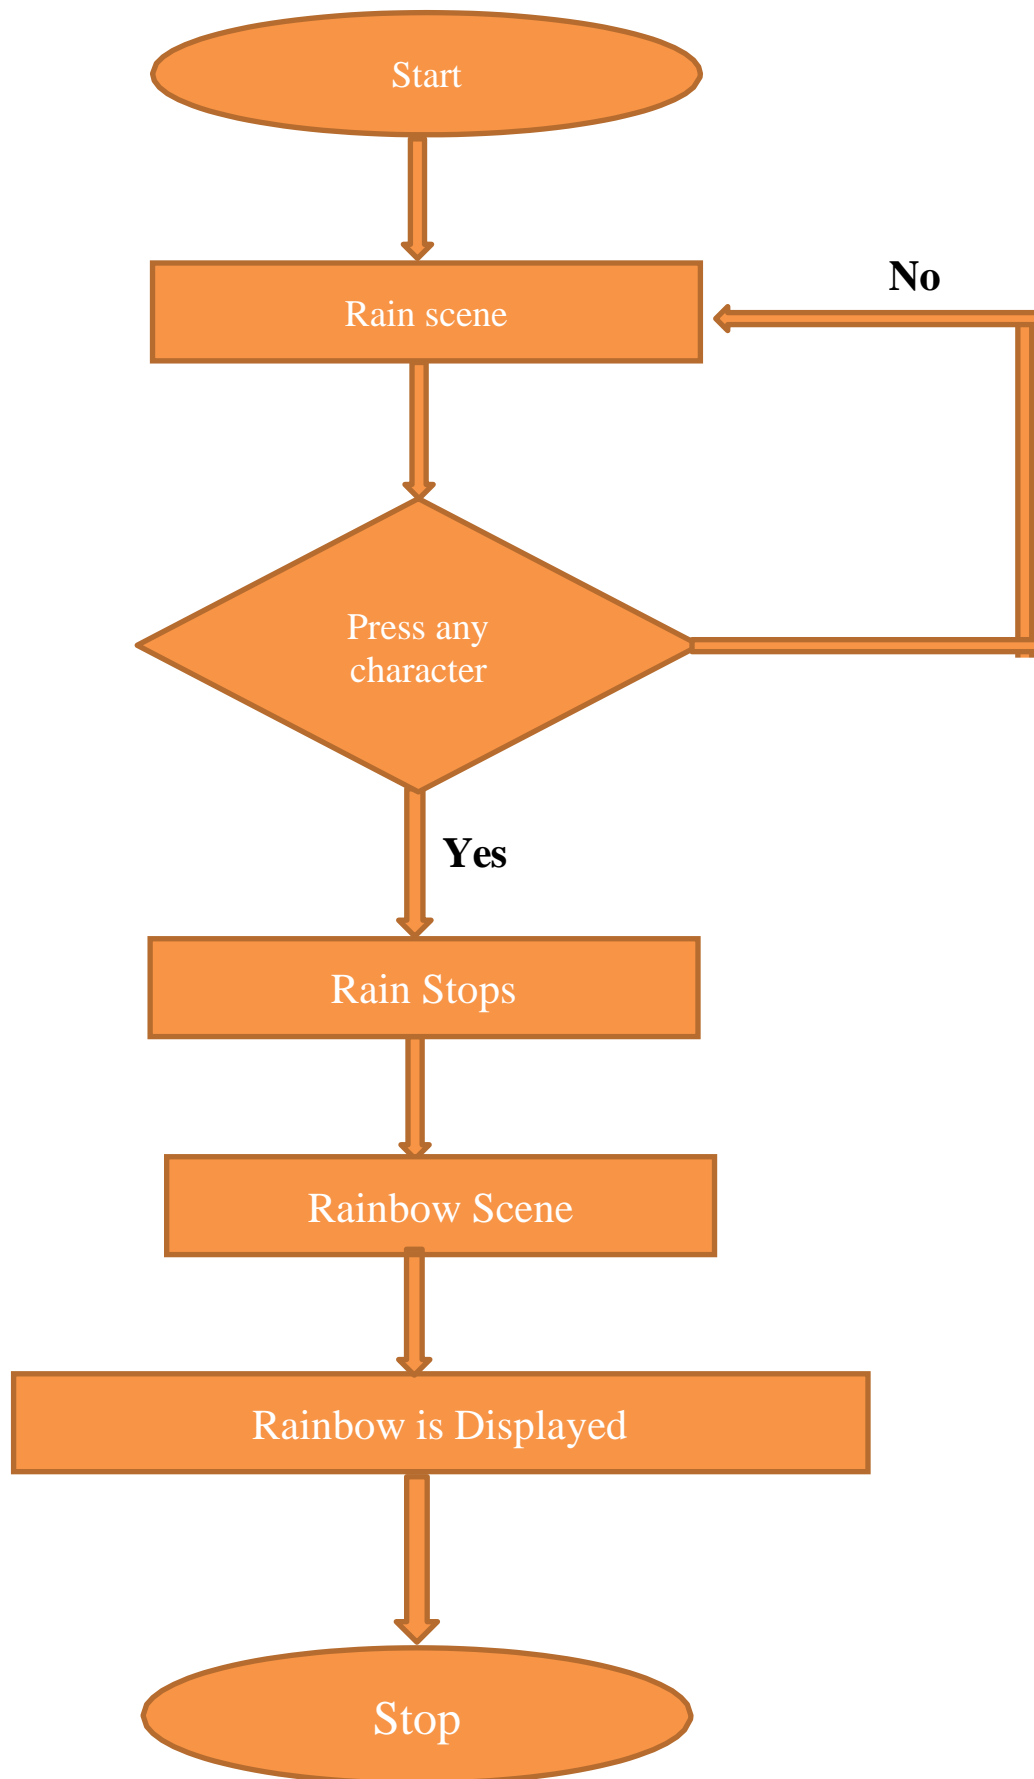 Start
No
Rain scene
Press any
character
Yes
Rain Stops
Rainbow Scene
Rainbow is Displayed
Stop